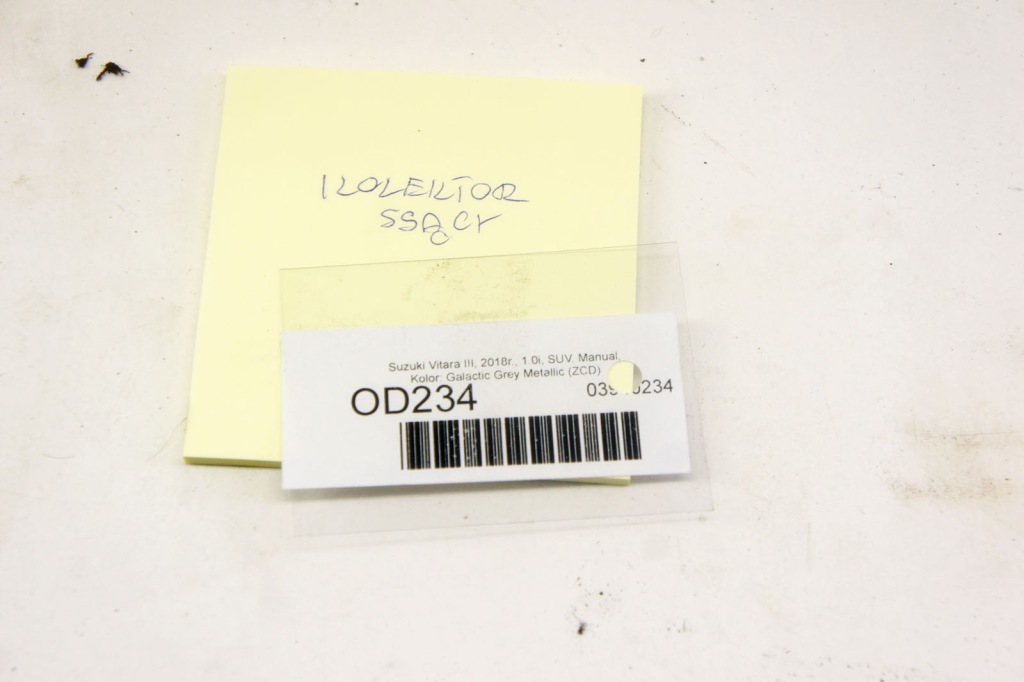 KOLEKTOR
SSĄCY
Suzuki Vitara III, 2018r., 1.0i, SUV, Manual,
Kolor: Galactic Grey Metallic (ZCD)
OD234